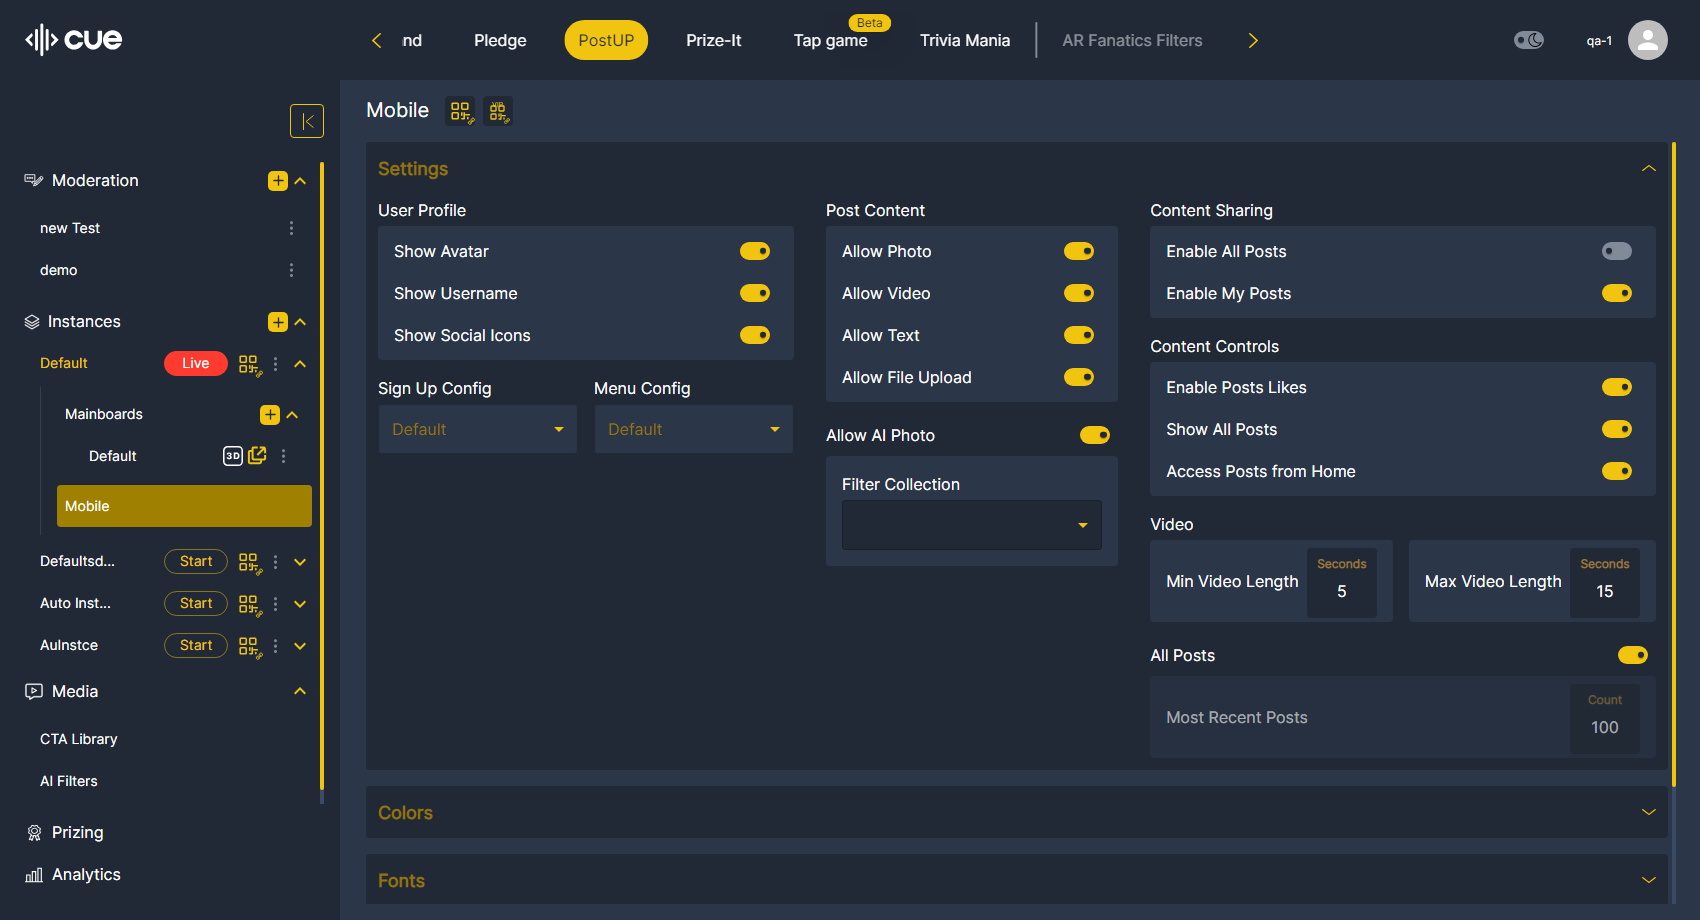 cue
nd
Pledge
PostUP
Prize-It
Beta
Tap game
Trivia Mania
AR Fanatics Filters
qa-1
Moderation
new Test
demo
Instances
Default
Live
Mainboards
Default
3D
Mobile
Defaultsd...
Start
Auto Inst...
Start
AuInstce
Start
Media
CTA Library
AI Filters
Prizing
Analytics
Mobile
VIP
Settings
User Profile
Show Avatar
Show Username
Show Social Icons
Sign Up Config
Default
Menu Config
Default
Post Content
Allow Photo
Allow Video
Allow Text
Allow File Upload
Allow AI Photo
Filter Collection
Content Sharing
Enable All Posts
Enable My Posts
Content Controls
Enable Posts Likes
Show All Posts
Access Posts from Home
Video
Min Video Length
Seconds
5
Max Video Length
Seconds
15
All Posts
Most Recent Posts
Count
100
Colors
Fonts